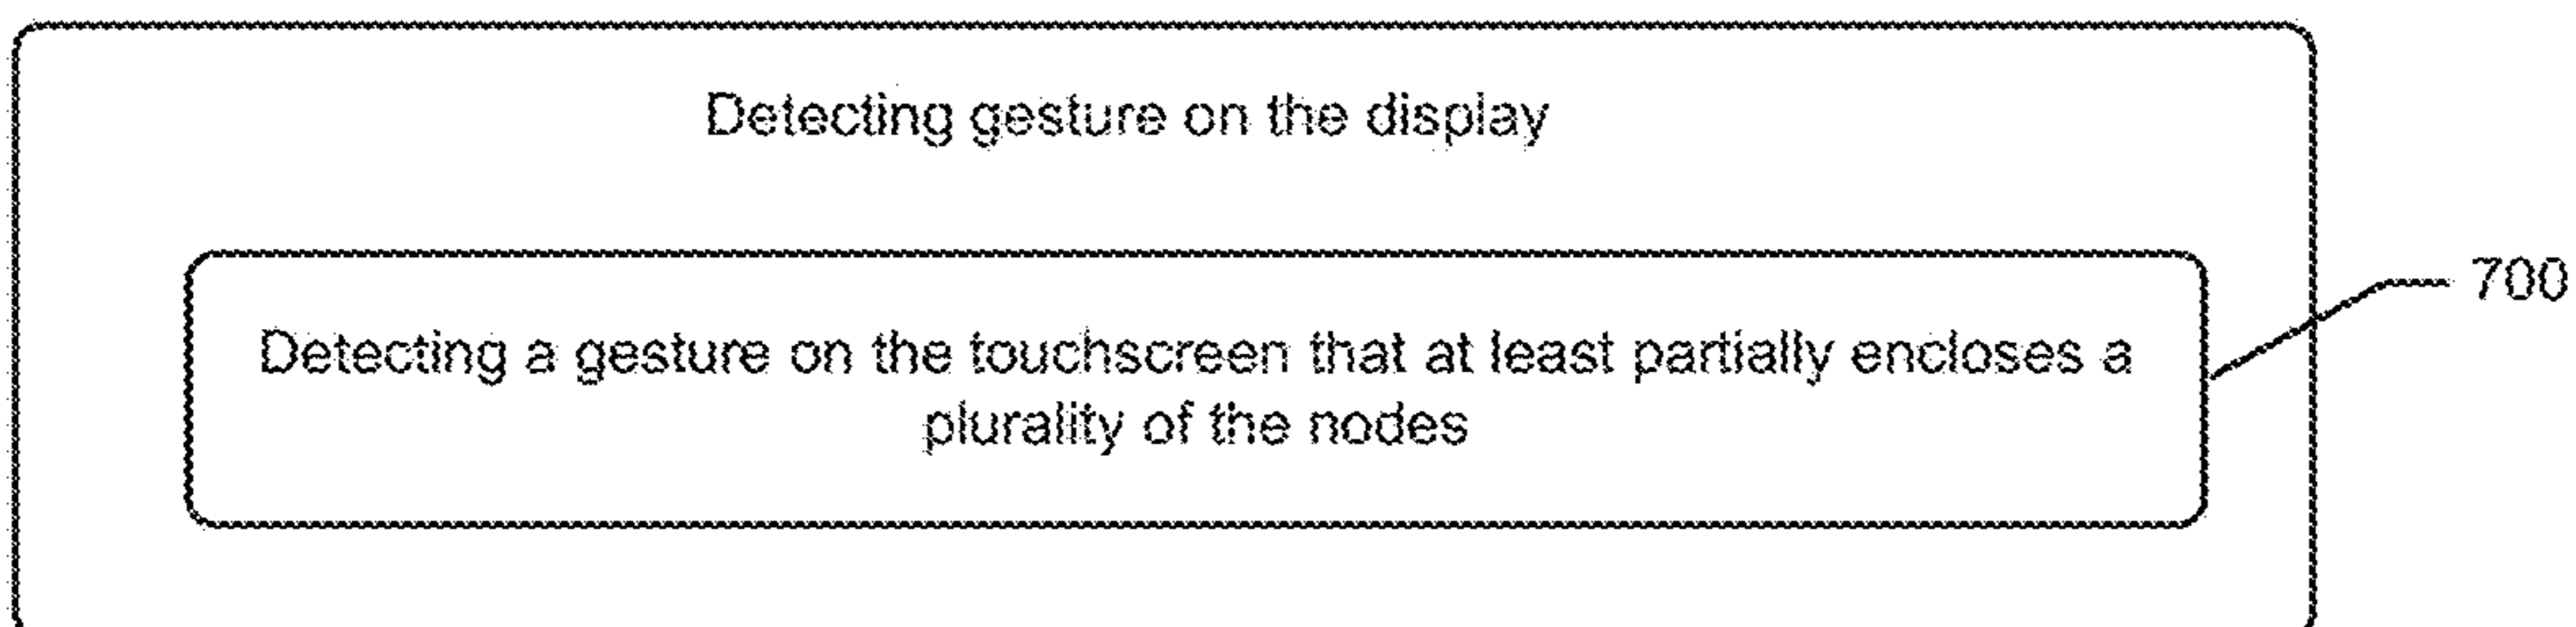 Detecting gesture on the display
700
Detecting a gesture on the touchscreen that at least partially encloses a
plurality of the nodes